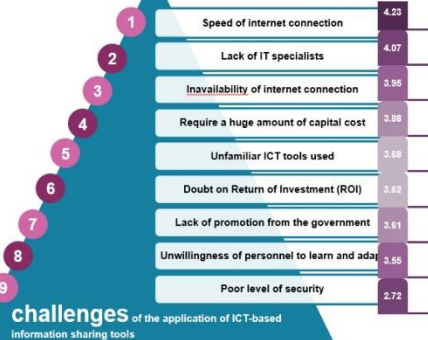 1 Speed of internet connection 4.23
2 Lack of IT specialists 4.07
3 Inavailability of internet connection 3.95
4 Require a huge amount of capital cost 3.88
5 Unfamiliar ICT tools used 3.68
6 Doubt on Return of Investment (ROI) 3.62
7 Lack of promotion from the government 3.61
8 Unwillingness of personnel to learn and adap 3.55
9 Poor level of security 2.72
challenges of the application of ICT-based
information sharing tools